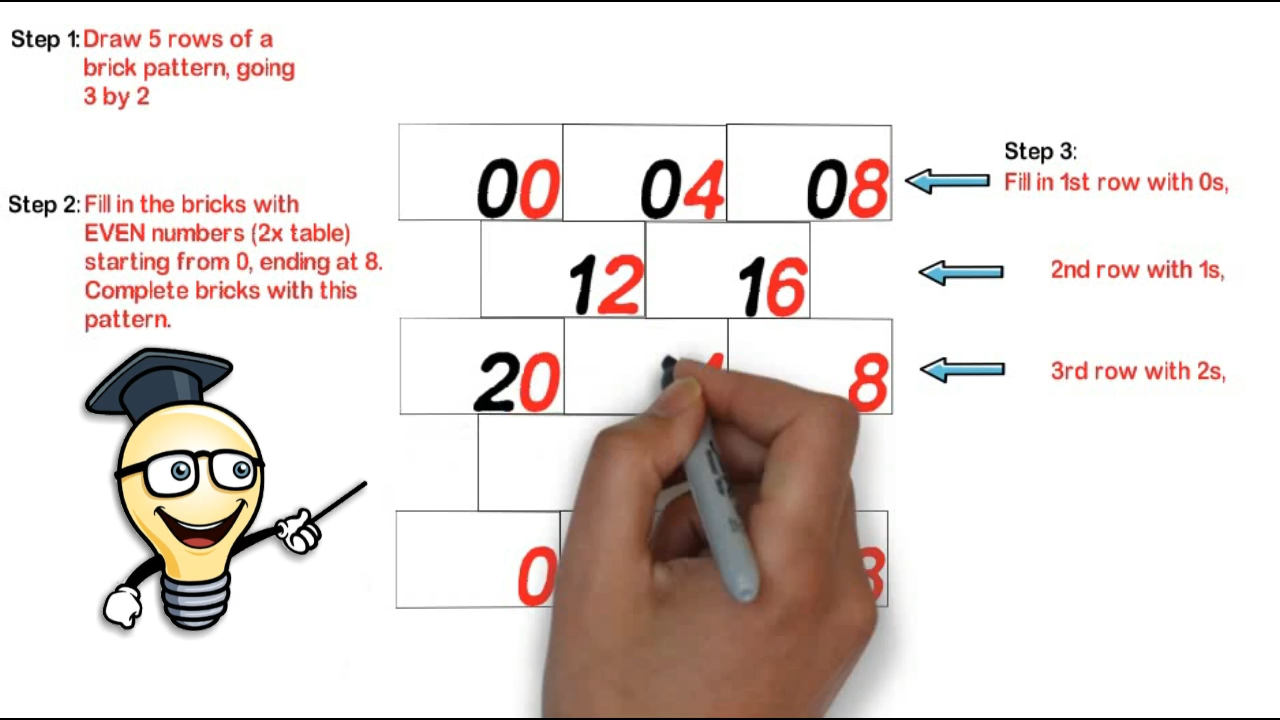 Step 1: Draw 5 rows of a
brick pattern, going
3 by 2
Step 2: Fill in the bricks with
EVEN numbers (2x table)
starting from 0, ending at 8.
Complete bricks with this
pattern.
00 04 08
12 16
20 8
0
Step 3:
Fill in 1st row with 0s,
2nd row with 1s,
3rd row with 2s,